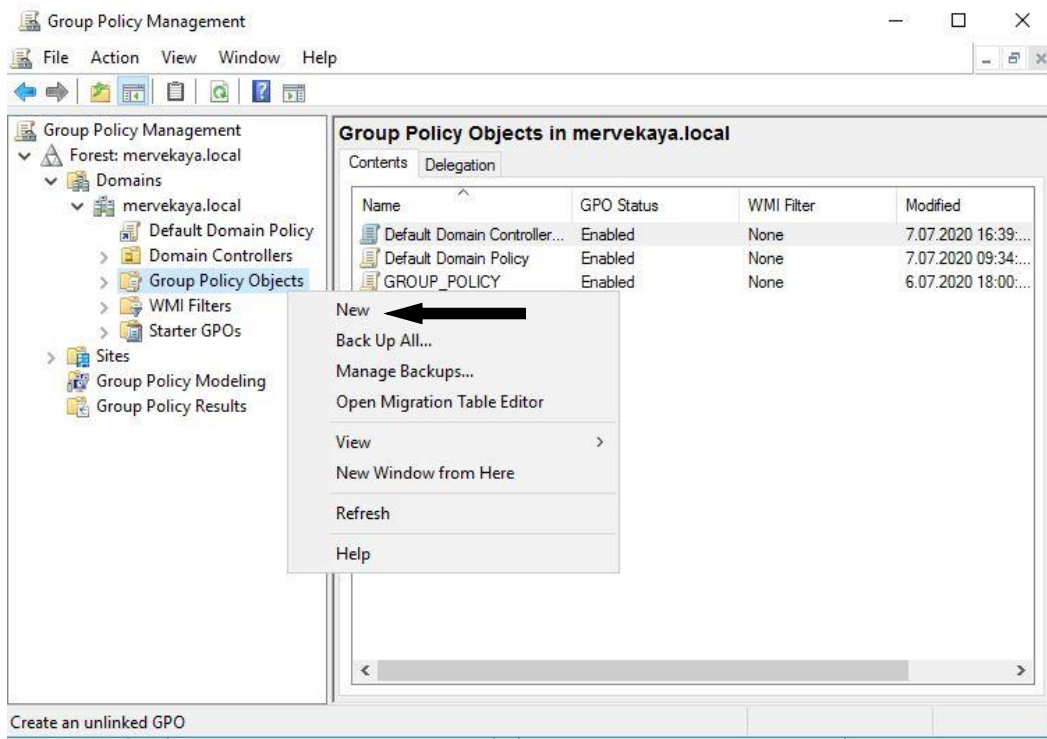 Group Policy Management
File Action View Window Help
Group Policy Management
Forest: mervekaya.local
Domains
mervekaya.local
Default Domain Policy
Domain Controllers
Group Policy Objects
WMI Filters
Starter GPOs
Sites
Group Policy Modeling
Group Policy Results
Group Policy Objects in mervekaya.local
Contents Delegation
Name GPO Status WMI Filter Modified
Default Domain Controller... Enabled None 7.07.2020 16:39:...
Default Domain Policy Enabled None 7.07.2020 09:34:...
GROUP_POLICY Enabled None 6.07.2020 18:00:...
New
Back Up All...
Manage Backups...
Open Migration Table Editor
View
New Window from Here
Refresh
Help
Create an unlinked GPO